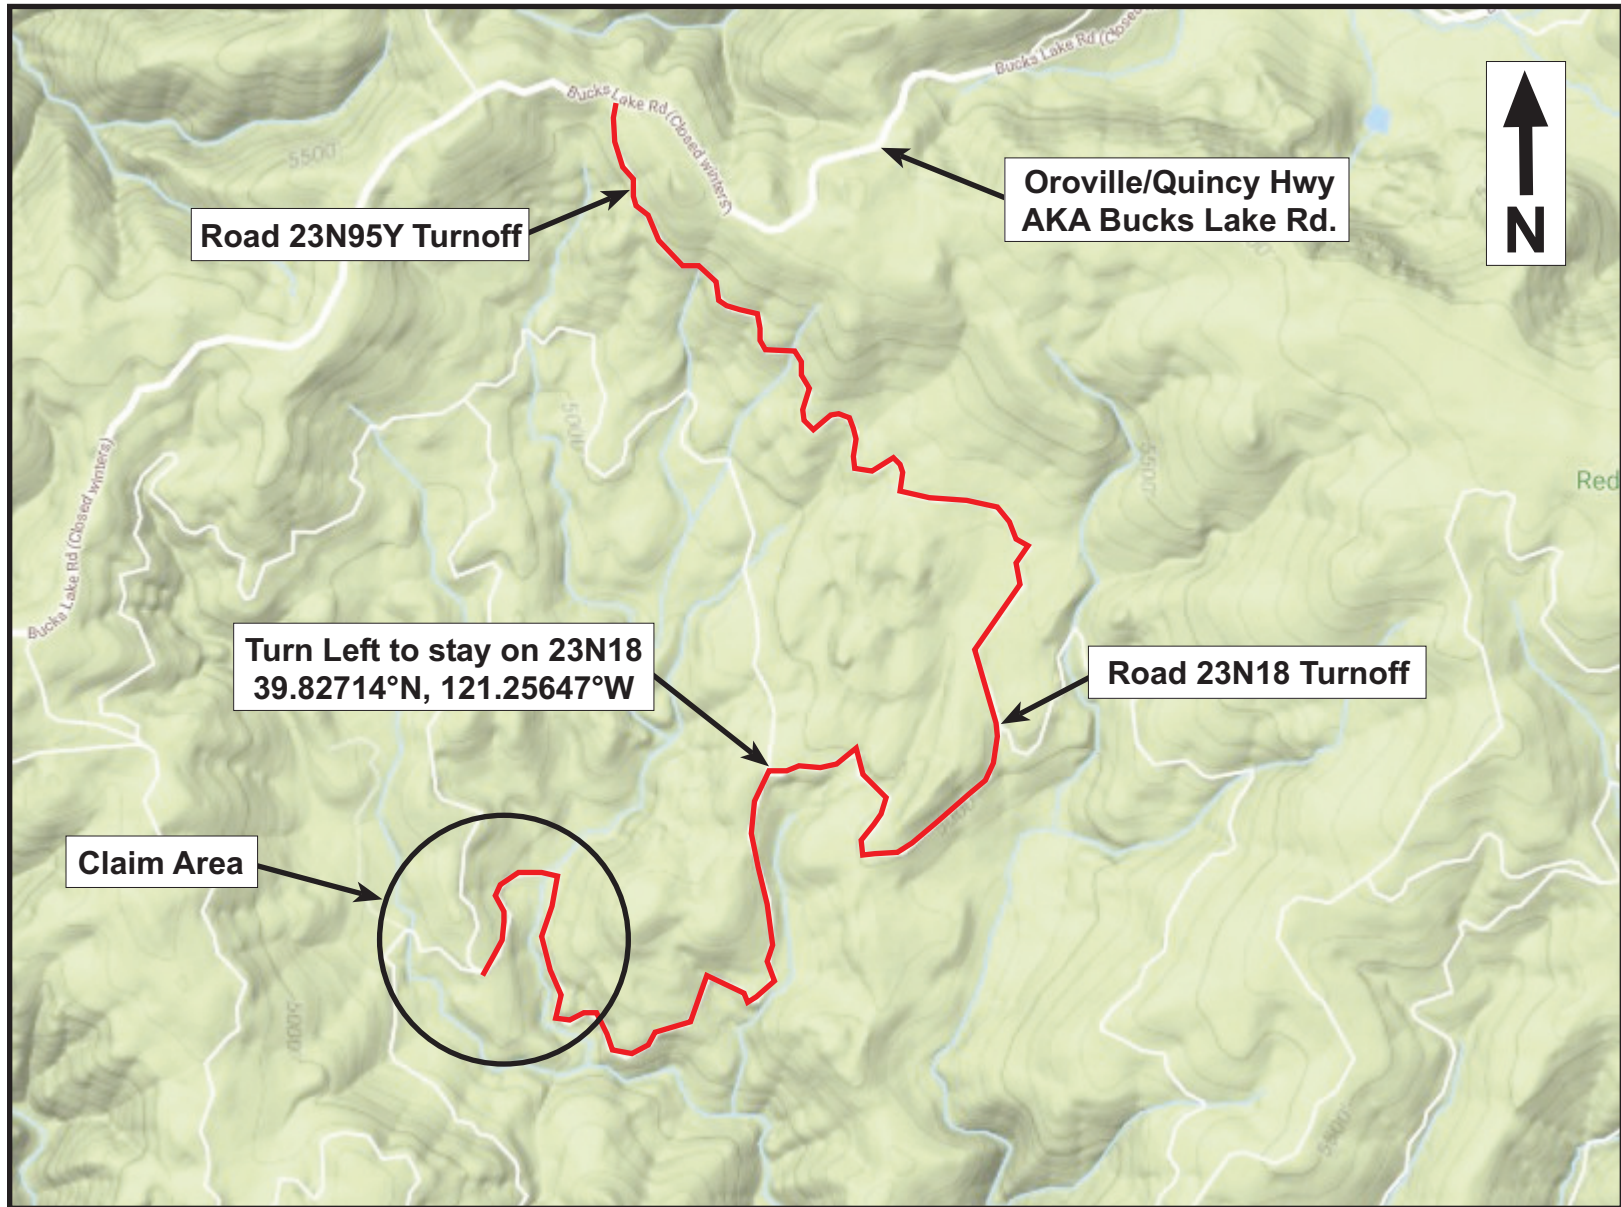 Bucks Lake Rd (Closed
Bucks Lake Rd (Closed winters)
5500
N
Oroville/Quincy Hwy
AKA Bucks Lake Rd.
Road 23N95Y Turnoff
5000
Bucks Lake Rd (Closed winters)
5500
Red
Turn Left to stay on 23N18
39.82714°N, 121.25647°W
Road 23N18 Turnoff
Claim Area
5000